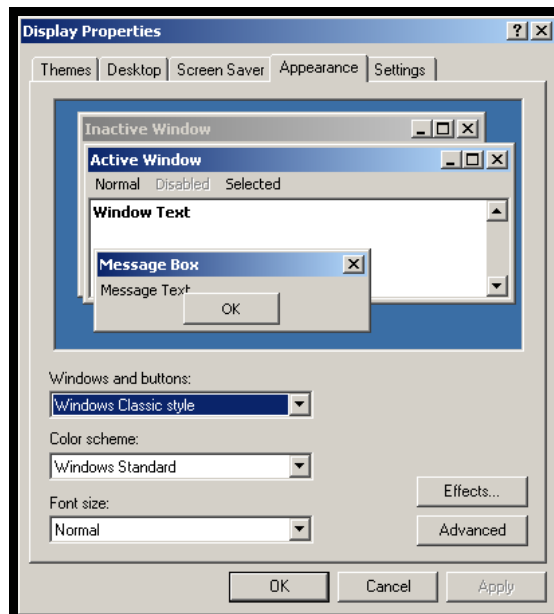 Display Properties
Themes Desktop Screen Saver Appearance Settings
Inactive Window
Active Window
Normal Disabled Selected
Window Text
Message Box
Message Text
OK
Windows and buttons:
Windows Classic style
Color scheme:
Windows Standard
Effects...
Font size:
Normal
Advanced
OK Cancel Apply